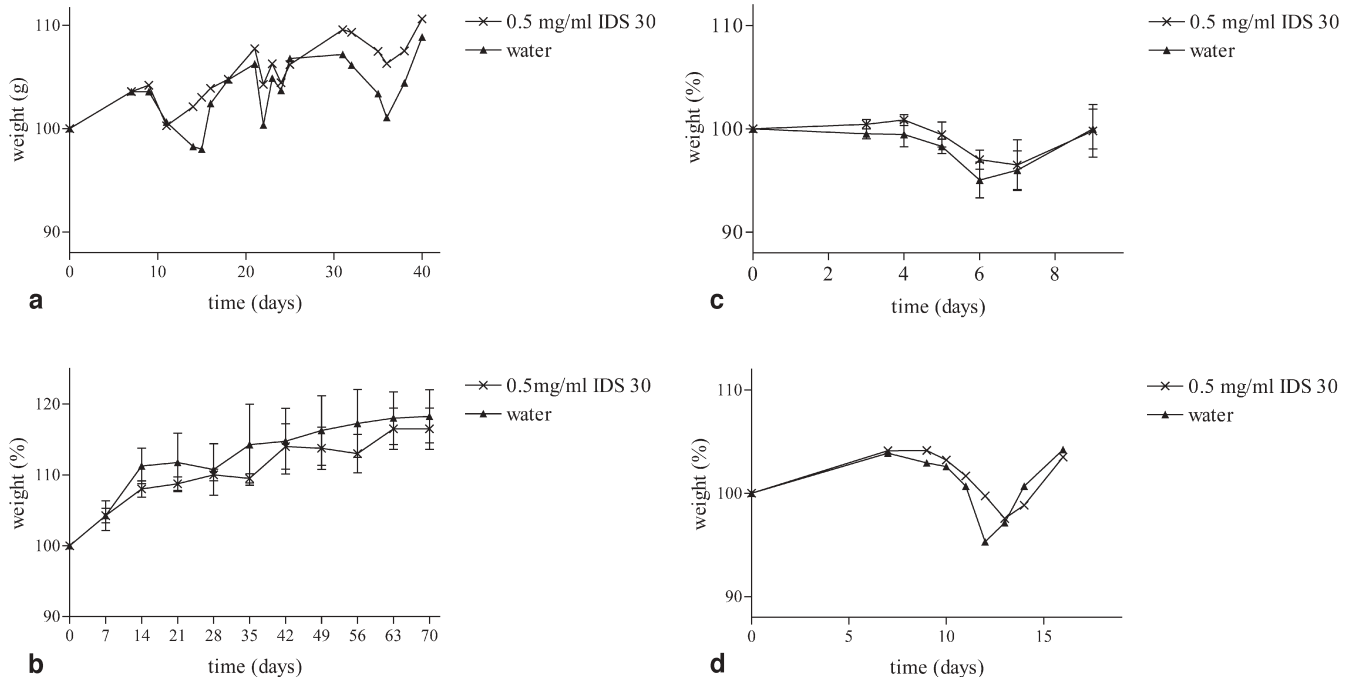 110
100
90
weight (g)
0 10 20 30 40
time (days)
0.5 mg/ml IDS 30
water
a
120
110
100
90
weight (%)
0 7 14 21 28 35 42 49 56 63 70
time (days)
0.5mg/ml IDS 30
water
b
110
100
90
weight (%)
0 2 4 6 8
time (days)
0.5 mg/ml IDS 30
water
c
110
100
90
weight (%)
0 5 10 15
time (days)
0.5 mg/ml IDS 30
water
d